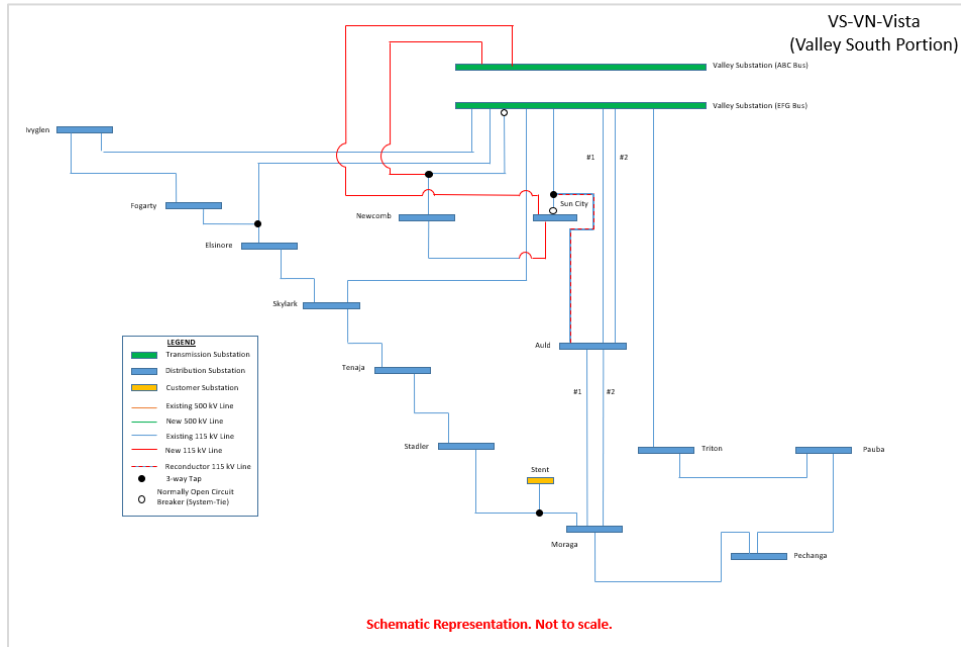 VS-VN-Vista
(Valley South Portion)
Valley Substation (ABC Bus)
Valley Substation (EFG Bus)
Ivyglen
#1
#2
Fogarty
Newcomb
Sun City
Elsinore
Skylark
LEGEND
Transmission Substation
Distribution Substation
Customer Substation
Existing 500 kV Line
New 500 kV Line
Existing 115 kV Line
New 115 kV Line
Reconductor 115 kV Line
3-way Tap
Normally Open Circuit
Breaker (System-Tie)
Auld
Tenaja
#1
#2
Stadler
Stent
Triton
Pauba
Moraga
Pechanga
Schematic Representation. Not to scale.